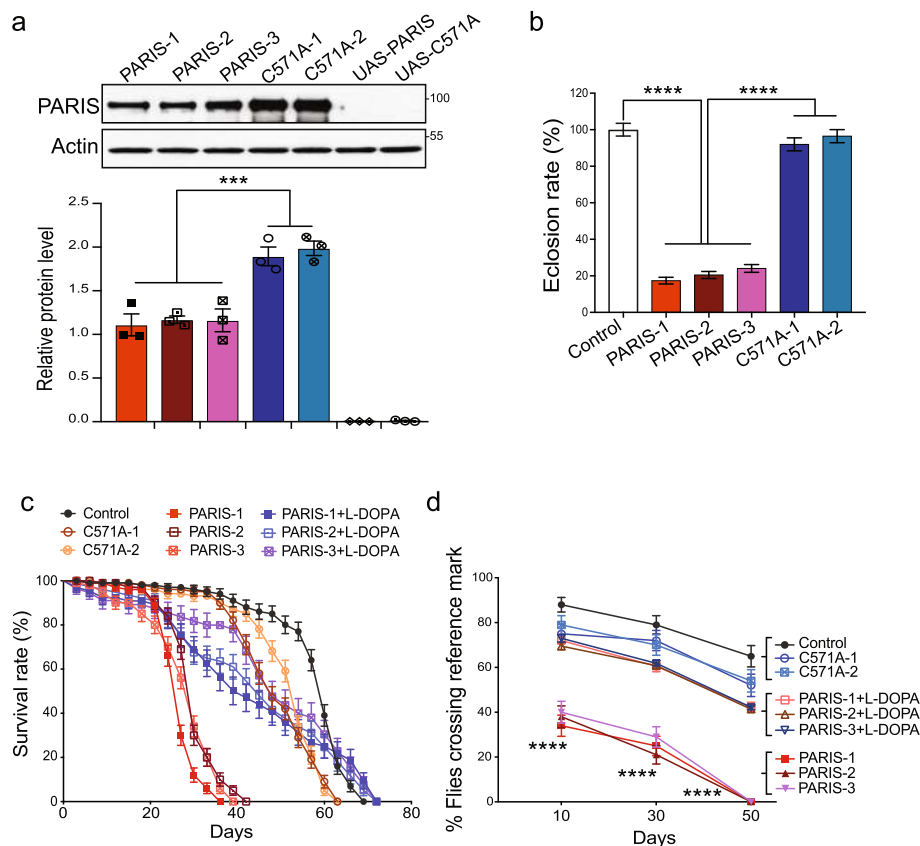 a
PARIS-1
PARIS-2
PARIS-3
C571A-1
C571A-2
UAS-PARIS
UAS-C571A
PARIS
100
Actin
55
***
Relative protein level
2.5
2.0
1.5
1.0
0.5
0.0
b
Eclosion rate (%)
120
100
80
60
40
20
0
****
****
Control
PARIS-1
PARIS-2
PARIS-3
C571A-1
C571A-2
c
Control
C571A-1
C571A-2
PARIS-1
PARIS-2
PARIS-3
PARIS-1+L-DOPA
PARIS-2+L-DOPA
PARIS-3+L-DOPA
Survival rate (%)
100
80
60
40
20
0
0 20 40 60 80
Days
d
% Flies crossing reference mark
100
80
60
40
20
0
****
****
****
10 30 50
Days
Control
C571A-1
C571A-2
PARIS-1+L-DOPA
PARIS-2+L-DOPA
PARIS-3+L-DOPA
PARIS-1
PARIS-2
PARIS-3